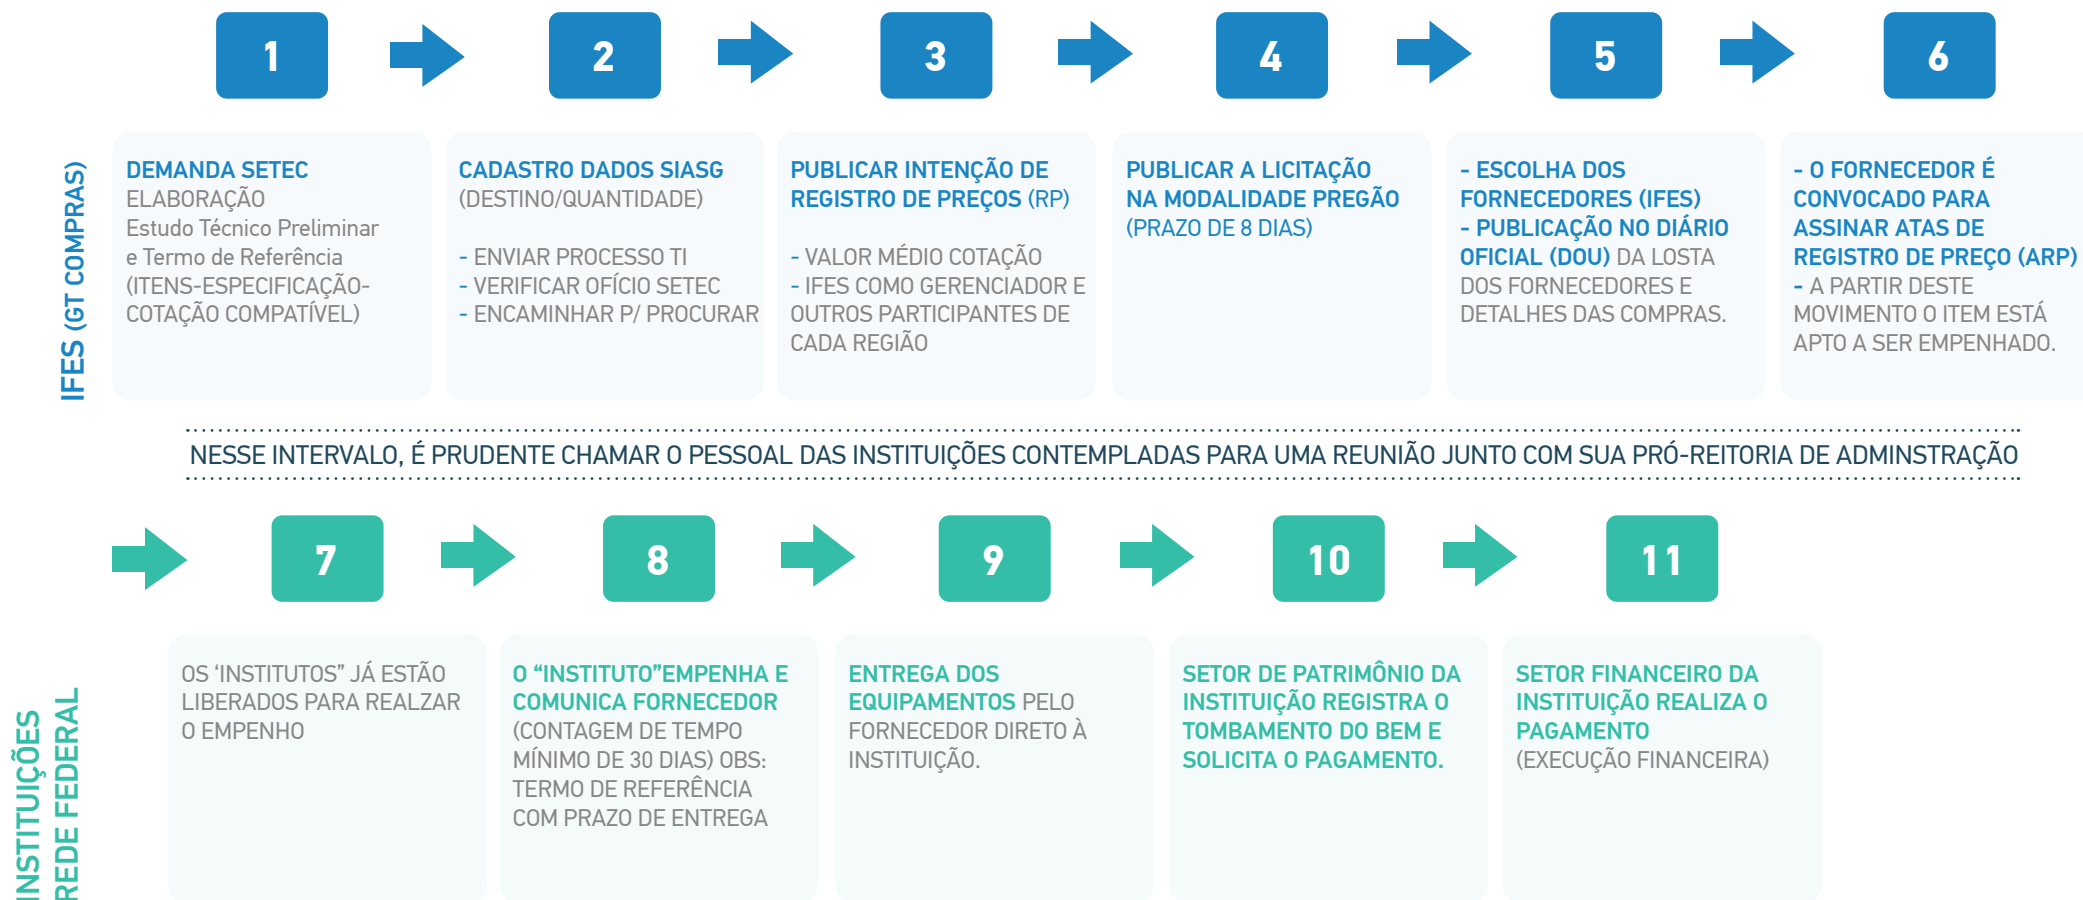 1
2
3
4
5
6
IFES (GT COMPRAS)
DEMANDA SETEC
ELABORAÇÃO
Estudo Técnico Preliminar
e Termo de Referência
(ITENS-ESPECIFICAÇÃO-
COTAÇÃO COMPATÍVEL)
CADASTRO DADOS SIASG
(DESTINO/QUANTIDADE)
- ENVIAR PROCESSO TI
- VERIFICAR OFÍCIO SETEC
- ENCAMINHAR P/ PROCURAR
PUBLICAR INTENÇÃO DE
REGISTRO DE PREÇOS (RP)
- VALOR MÉDIO COTAÇÃO
- IFES COMO GERENCIADOR E
OUTROS PARTICIPANTES DE
CADA REGIÃO
PUBLICAR A LICITAÇÃO
NA MODALIDADE PREGÃO
(PRAZO DE 8 DIAS)
- ESCOLHA DOS
FORNECEDORES (IFES)
- PUBLICAÇÃO NO DIÁRIO
OFICIAL (DOU) DA LOSTA
DOS FORNECEDORES E
DETALHES DAS COMPRAS.
- O FORNECEDOR É
CONVOCADO PARA
ASSINAR ATAS DE
REGISTRO DE PREÇO (ARP)
- A PARTIR DESTE
MOVIMENTO O ITEM ESTÁ
APTO A SER EMPENHADO.
NESSE INTERVALO, É PRUDENTE CHAMAR O PESSOAL DAS INSTITUIÇÕES CONTEMPLADAS PARA UMA REUNIÃO JUNTO COM SUA PRÓ-REITORIA DE ADMINSTRAÇÃO
7
8
9
10
11
INSTITUIÇÕES
REDE FEDERAL
OS ‘INSTITUTOS” JÁ ESTÃO
LIBERADOS PARA REALZAR
O EMPENHO
O “INSTITUTO”EMPENHA E
COMUNICA FORNECEDOR
(CONTAGEM DE TEMPO
MÍNIMO DE 30 DIAS) OBS:
TERMO DE REFERÊNCIA
COM PRAZO DE ENTREGA
ENTREGA DOS
EQUIPAMENTOS PELO
FORNECEDOR DIRETO À
INSTITUIÇÃO.
SETOR DE PATRIMÔNIO DA
INSTITUIÇÃO REGISTRA O
TOMBAMENTO DO BEM E
SOLICITA O PAGAMENTO.
SETOR FINANCEIRO DA
INSTITUIÇÃO REALIZA O
PAGAMENTO
(EXECUÇÃO FINANCEIRA)